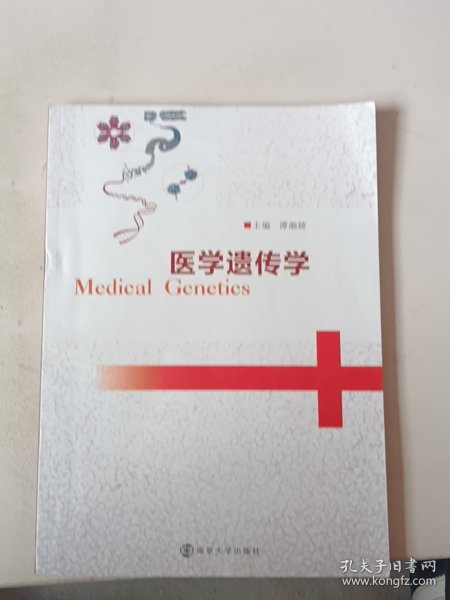 ■主编 谭湘陵
医学遗传学
Medical Genetics
南京大学出版社
孔夫子旧书网
www.kongfz.com